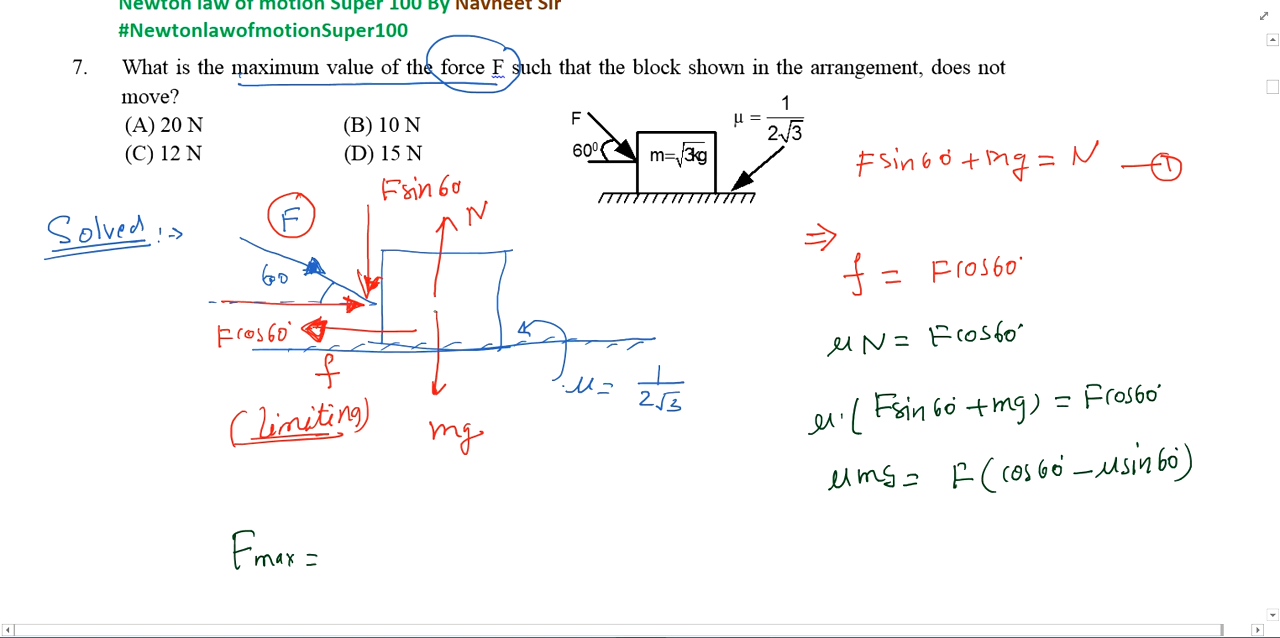 Newton law of motion Super 100 By Navneet Sir
#NewtonlawofmotionSuper100
7. What is the maximum value of the force F such that the block shown in the arrangement, does not
move?
(A) 20 N (B) 10 N
(C) 12 N (D) 15 N
F
60⁰
m=√3kg
μ = 1/2√3
Solved :->
F
60
Fsin60
N
Fcos60°
f
(limiting)
mg
μ = 1/2√3
Fsin60° + mg = N —①
⇒
f = Fcos60°
μN = Fcos60°
μ·(Fsin60° + mg) = Fcos60°
μmg = F(cos60° – μsin60°)
Fmax =